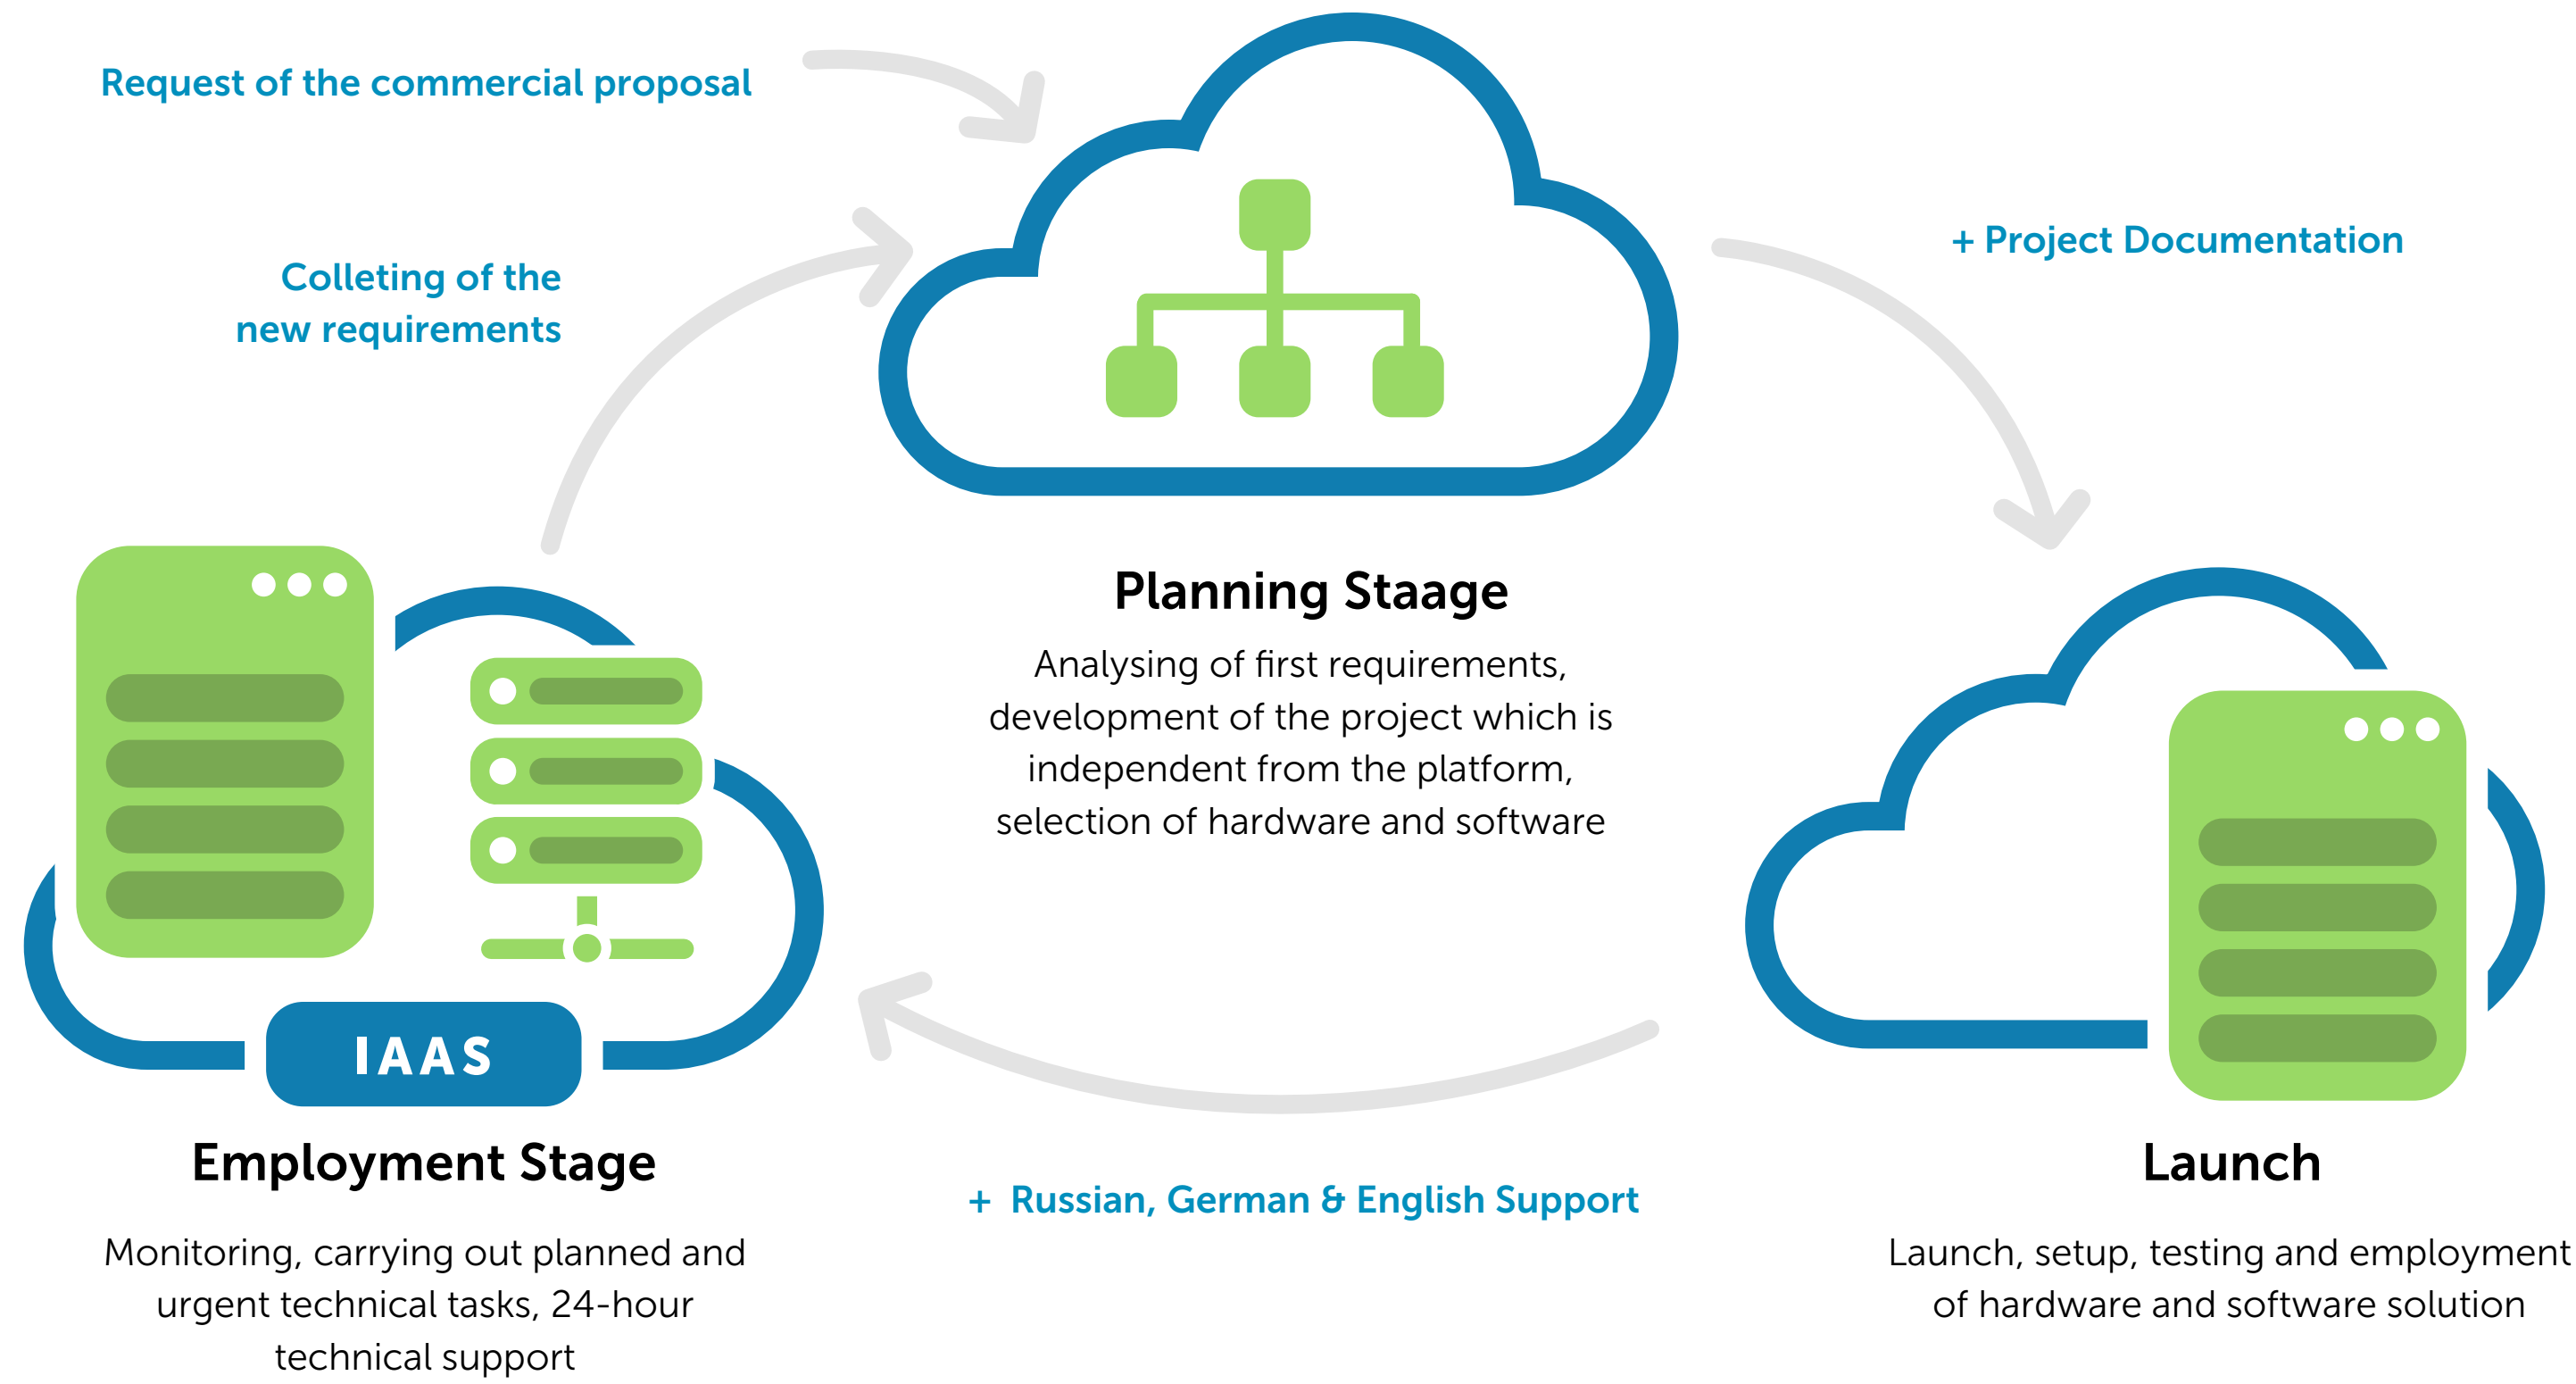 Request of the commercial proposal
Colleting of the
new requirements
+ Project Documentation
Planning Staage
Analysing of first requirements,
development of the project which is
independent from the platform,
selection of hardware and software
IAAS
Employment Stage
Monitoring, carrying out planned and
urgent technical tasks, 24-hour
technical support
+ Russian, German & English Support
Launch
Launch, setup, testing and employment
of hardware and software solution